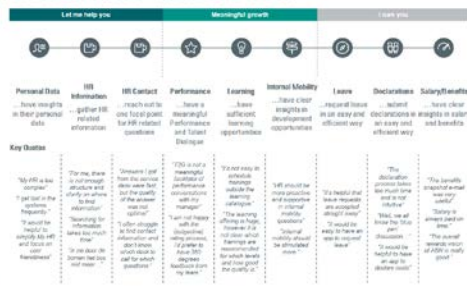 Let me help you
Meaningful growth
I own you
Personal Data
HR
Information
HR Contact
Performance
Learning
Internal Mobility
Leave
Declarations
Salary/Benefits
...have insights
in their personal
data
...gather HR
related
information
...reach out to
one focal point
for HR related
questions
...have a
meaningful
Performance
and Talent
Dialogue
...have
sufficient
learning
opportunities
...have clear
insights in
development
opportunities
...request leave
in an easy and
efficient way
...submit
declarations in
an easy and
efficient way
...have clear
insights in salary
and benefits
Key Quotes
"My HR is too
complex"
"I get lost in the
systems
frequently"
"It would be
helpful to
simplify My HR
and focus on
user
friendliness"
"For me, there
is not enough
structure and
clarity on where
to find
information"
"Searching for
information
takes too much
time"
"Answers I got
from the service
desk were fast,
but the quality
of the answer
was not
optimal"
"I often struggle
to find correct
information and
don't know
which desk to
call for which
questions"
is not a
meaningful
facilitator of
performance
conversations
with my
manager"
"I am not happy
with the
rating process,
I'd prefer to
have 360
degrees
feedback from
my team"
"It's not easy to
schedule
trainings
outside the
learning
catalogue"
"The learning
offering is huge,
however it is
not clear which
trainings are
recommended
for which levels
and how good
the quality is"
"HR should be
more proactive
and supportive
in internal
mobility
questions"
"Internal
mobility should
be stimulated
more"
"It's helpful that
leave requests
are accepted
straight away"
"It would be
easy to have an
app to request
leave"
"The
declaration
process takes
too much time
and is not
intuitive"
discussion
"It would be
helpful to have
an app to
declare costs"
"The benefits
snapshot e-mail
was very
useful"
"Salary is
always paid on
time"
"The overall
rewards vision
of ABN is really
good"